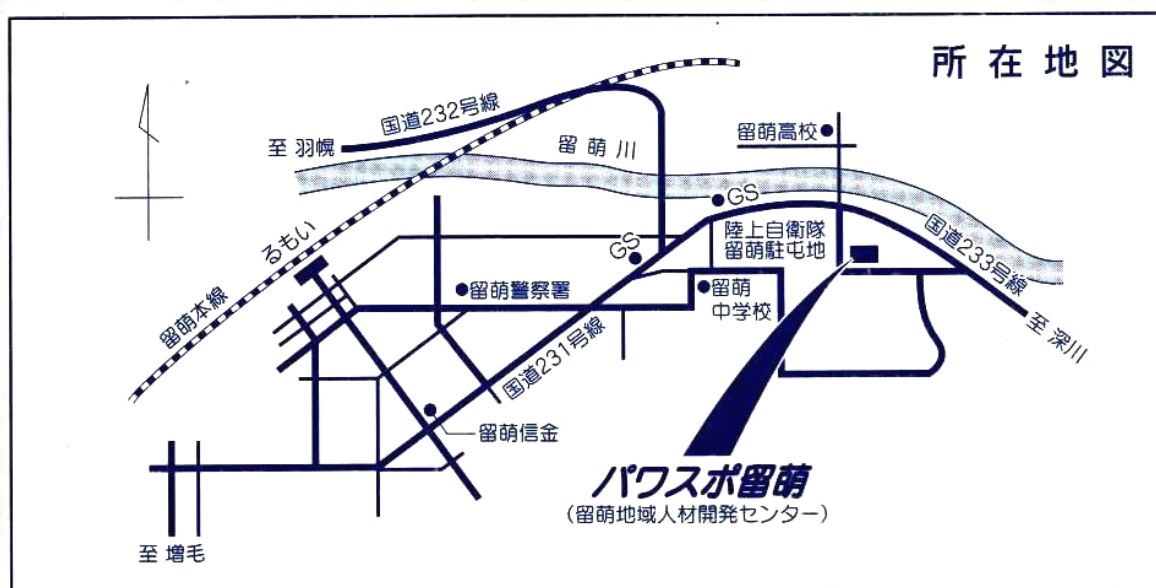 所在地図
国道232号線
至 羽幌
留萌川
留萌高校
GS
国道233号線
陸上自衛隊
留萌駐屯地
GS
るもい
留萌本線
留萌警察署
留萌
中学校
至 深川
国道231号線
留萌信金
パワスポ留萌
(留萌地域人材開発センター)
至 増毛